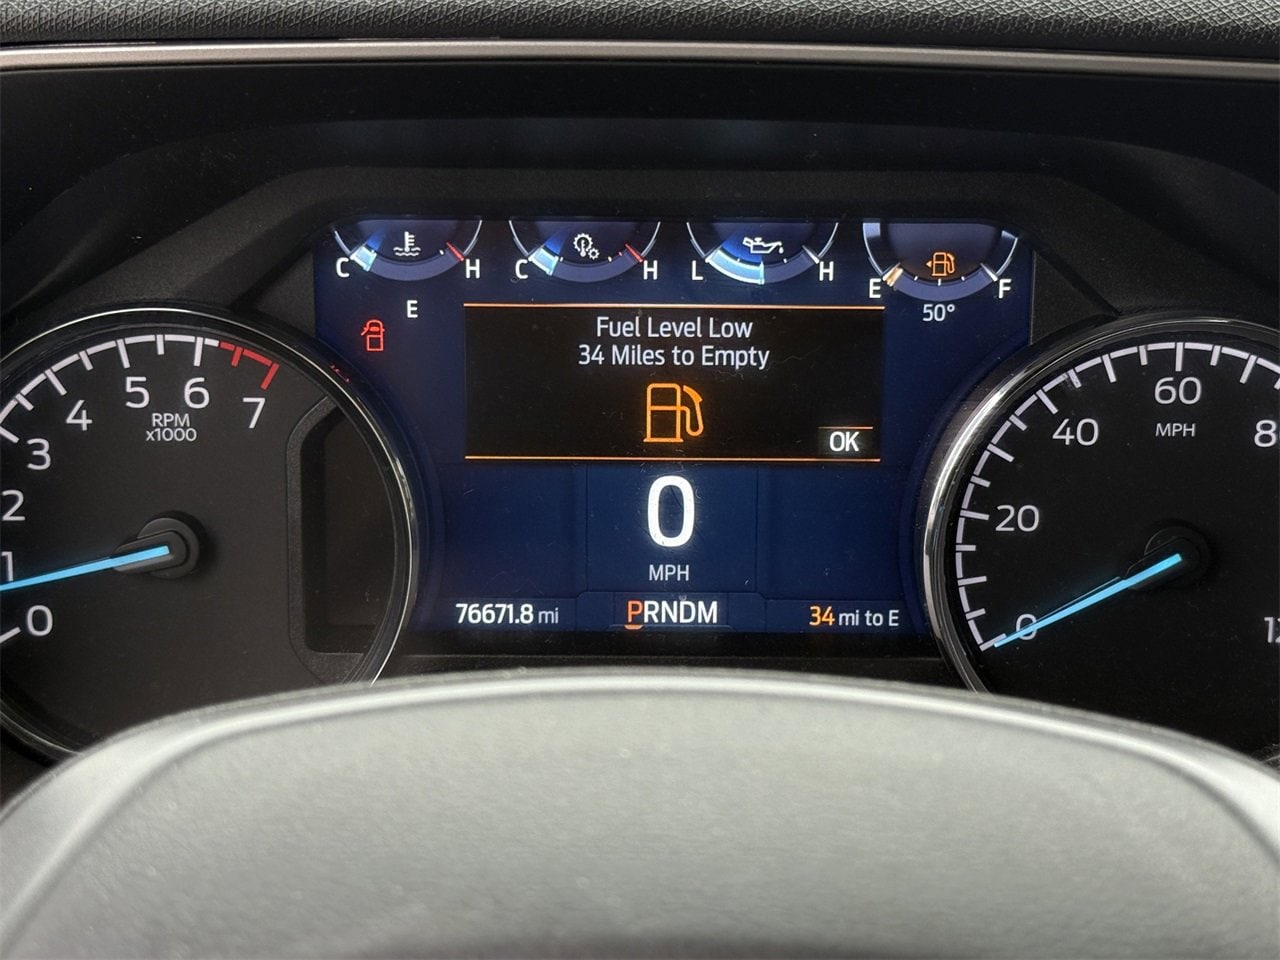 C H
C H
L H
E F
50°
E
Fuel Level Low
34 Miles to Empty
OK
0
MPH
76671.8 mi
PRNDM
34 mi to E
0
1
2
3
4
5
6
7
RPM
x1000
0
20
40
60
MPH